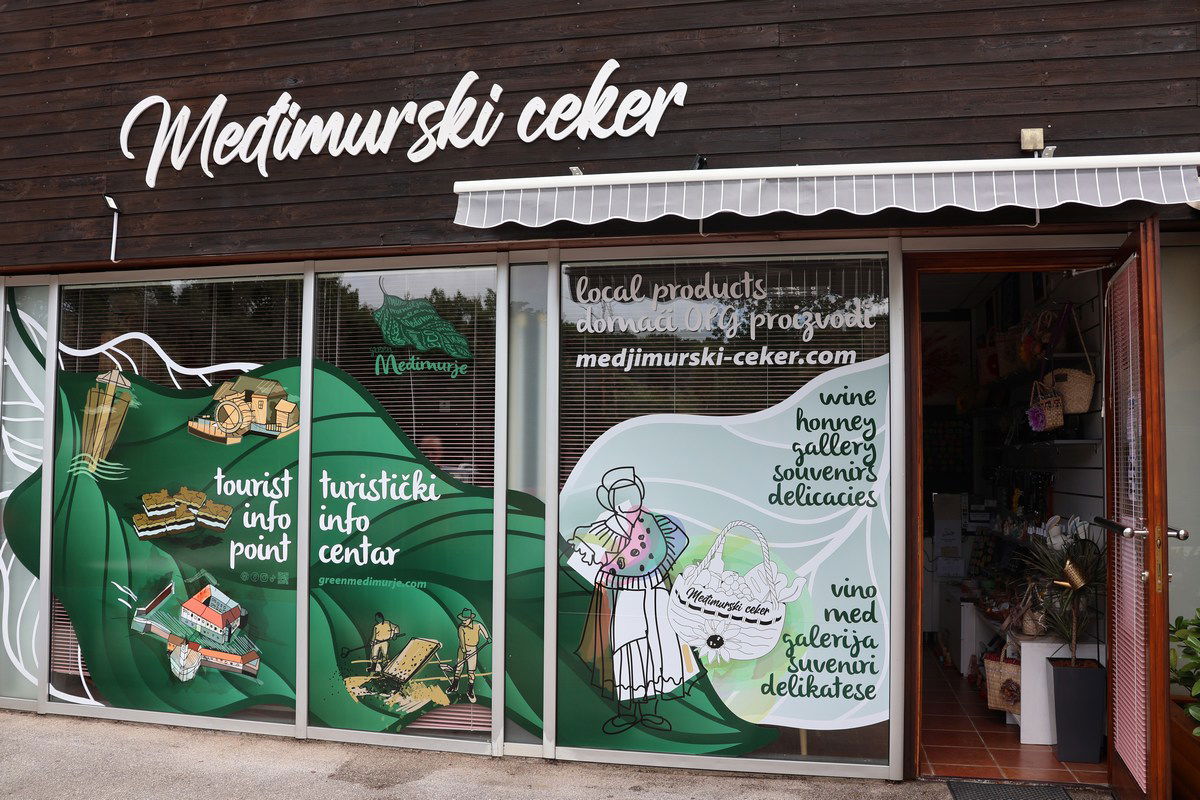 Međimurski ceker
Međimurje
tourist
info
point
turistički
info
centar
greenmedimurje.com
local products
domaći OPG proizvodi
medjimurski-ceker.com
wine
honney
gallery
souvenirs
delicacies
Međimurski ceker
vino
med
galerija
suveniri
delikatese